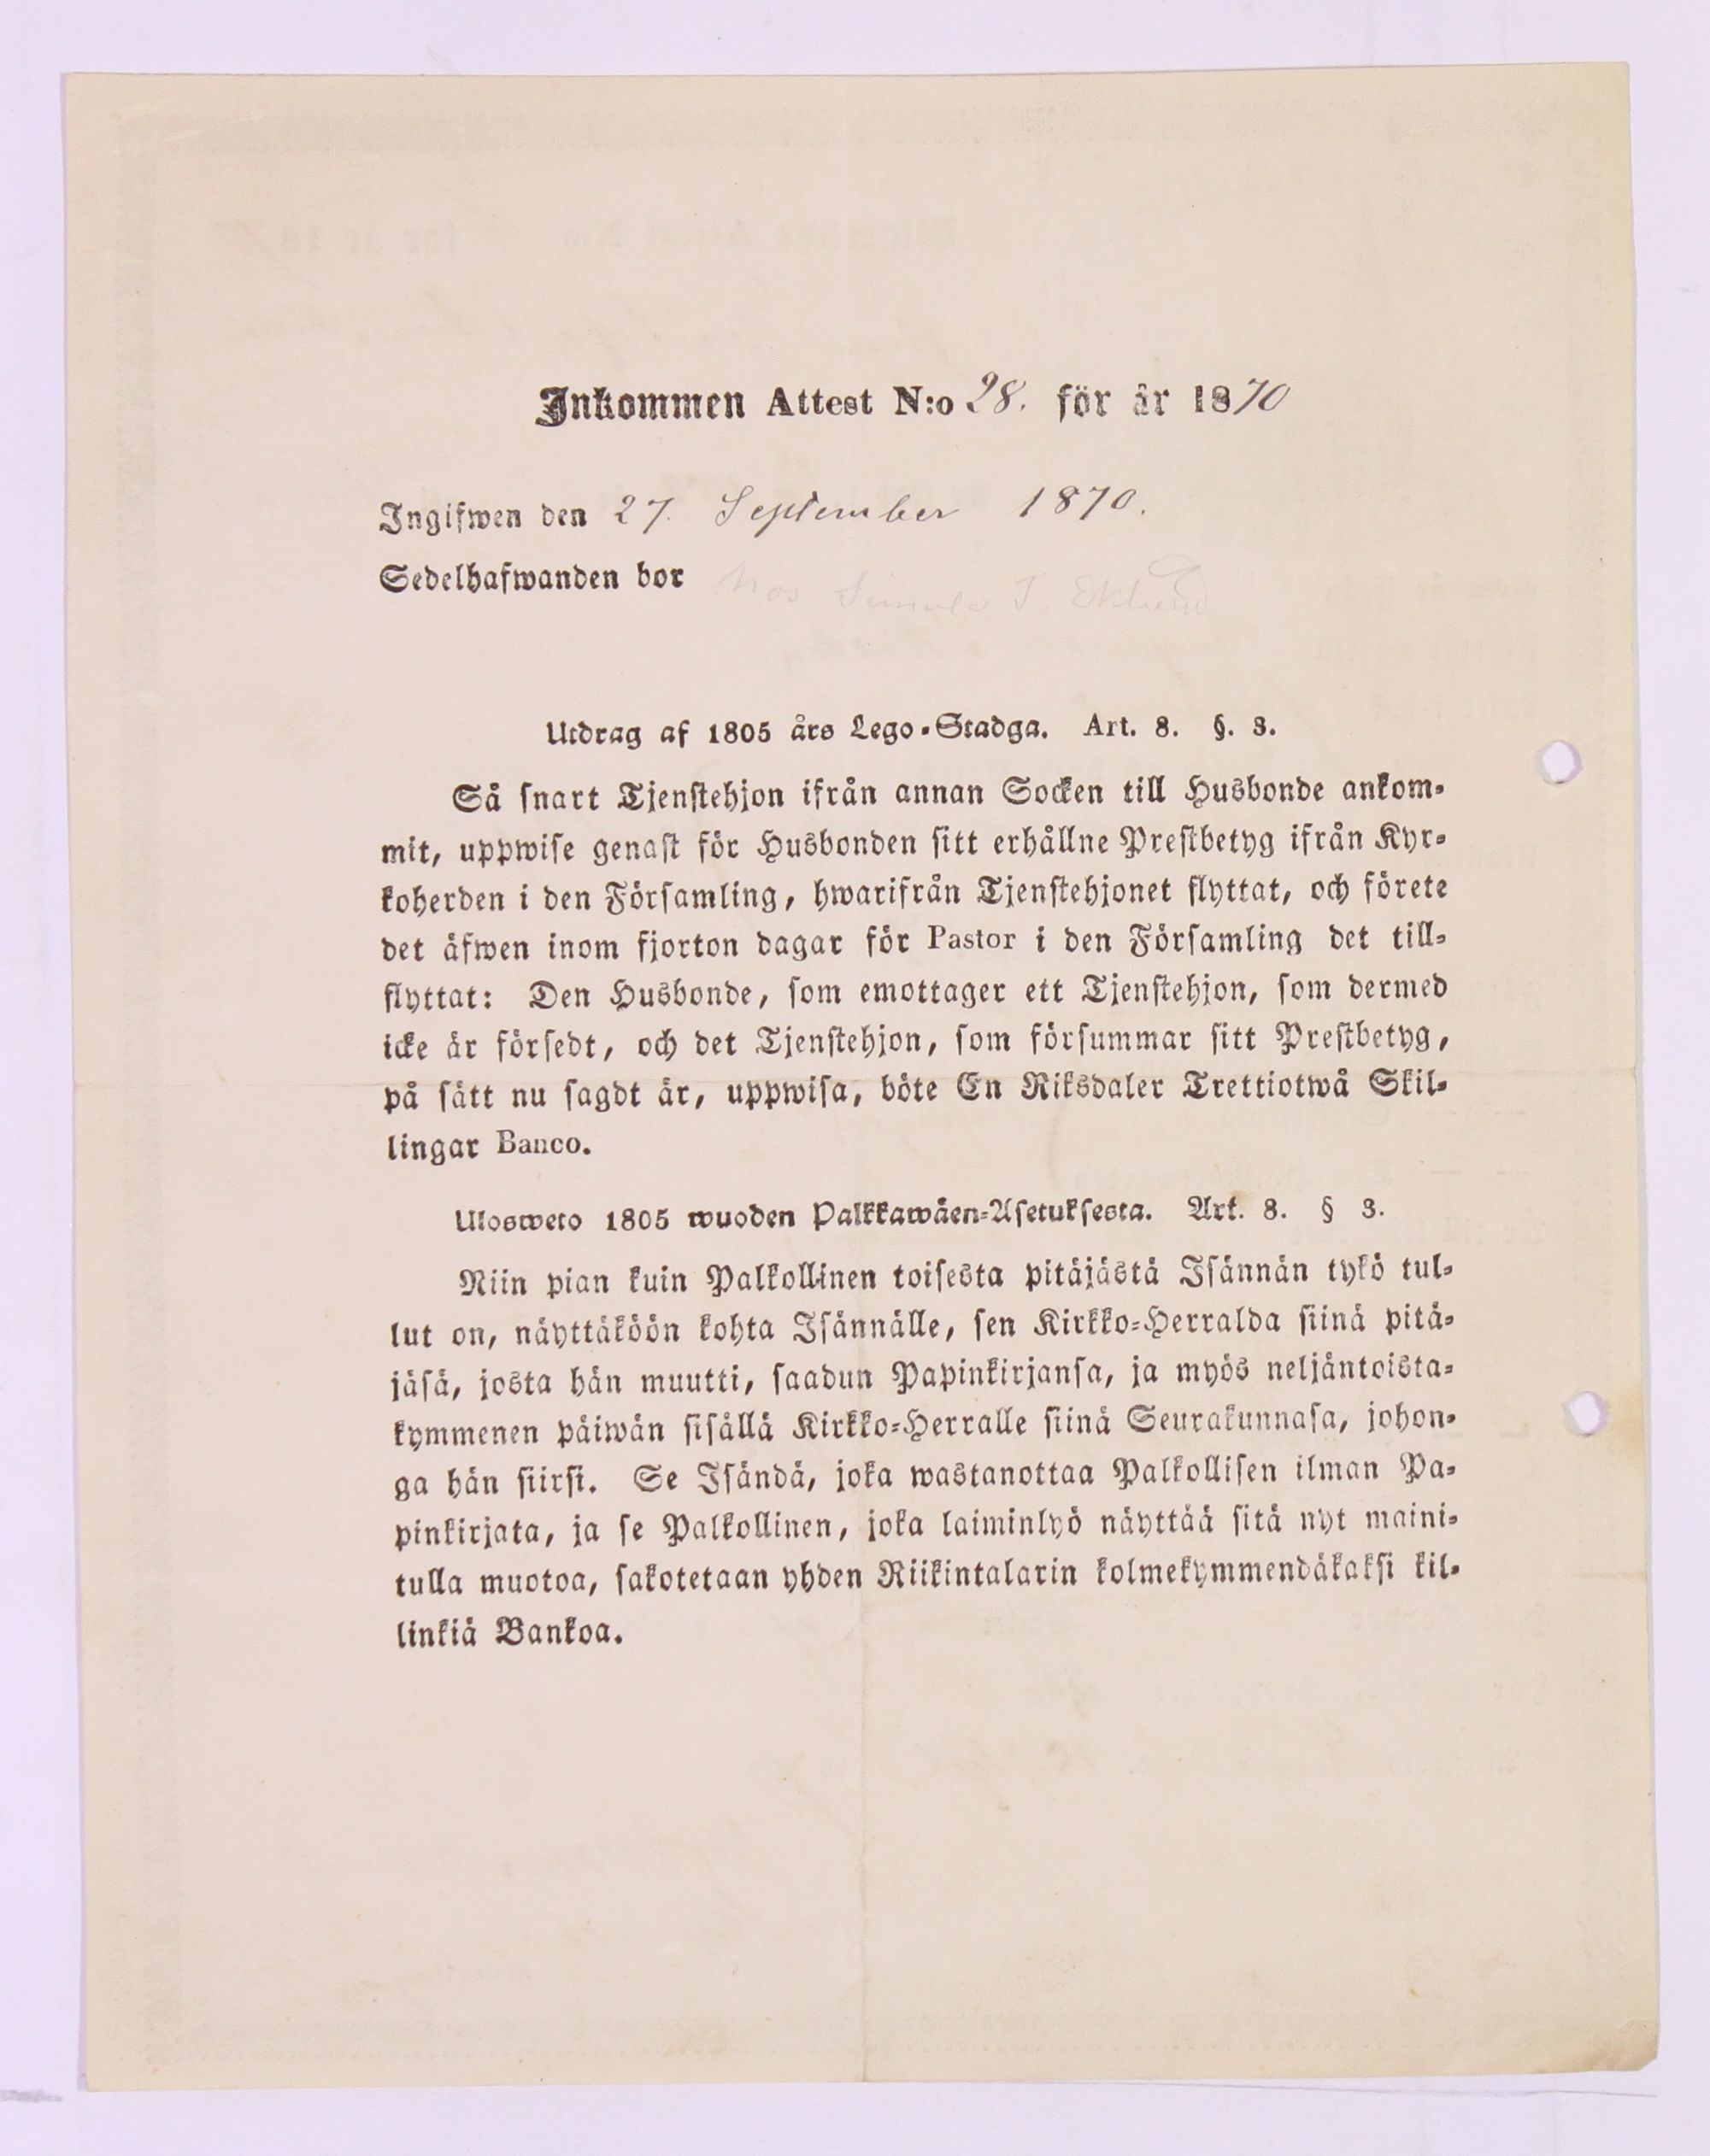 Inkommen Attest N:o 28. för år 1870
Ingifwen den 27. September 1870.
Sedelhafwanden bor hos J. Eklund
Utdrag af 1805 års Lego-Stadga. Art. 8. §. 3.
Så snart Tjenstehjon ifrån annan Socken till Husbonde ankom-
mit, uppwise genast för Husbonden sitt erhållne Prestbetyg ifrån Kyr-
koherden i den Församling, hwarifrån Tjenstehjonet flyttat, och förete
det äfwen inom fjorton dagar för Pastor i den Församling det till-
flyttat: Den Husbonde, som emottager ett Tjenstehjon, som dermed
icke är försedt, och det Tjenstehjon, som försummar sitt Prestbetyg,
på sätt nu sagdt är, uppwisa, böte En Riksdaler Trettiotwå Skil-
lingar Banco.
Ulosweto 1805 wuoden Palkkawäen-Asetuksesta. Art. 8. § 3.
Niin pian kuin Palkollinen toisesta pitäjästä Isännän tykö tul-
lut on, näyttäköön kohta Isännälle, sen Kirkko-Herralda siinä pitä-
jäsä, josta hän muutti, saadun Papinkirjansa, ja myös neljäntoista-
kymmenen päiwän sisällä Kirkko-Herralle siinä Seurakunnasa, johon-
ga hän siirsi. Se Isändä, joka wastanottaa Palkollisen ilman Pa-
pinkirjata, ja se Palkollinen, joka laiminlyö näyttää sitä nyt maini-
tulla muotoa, sakotetaan yhden Riikintalarin kolmekymmendäkaksi kil-
linkiä Bankoa.